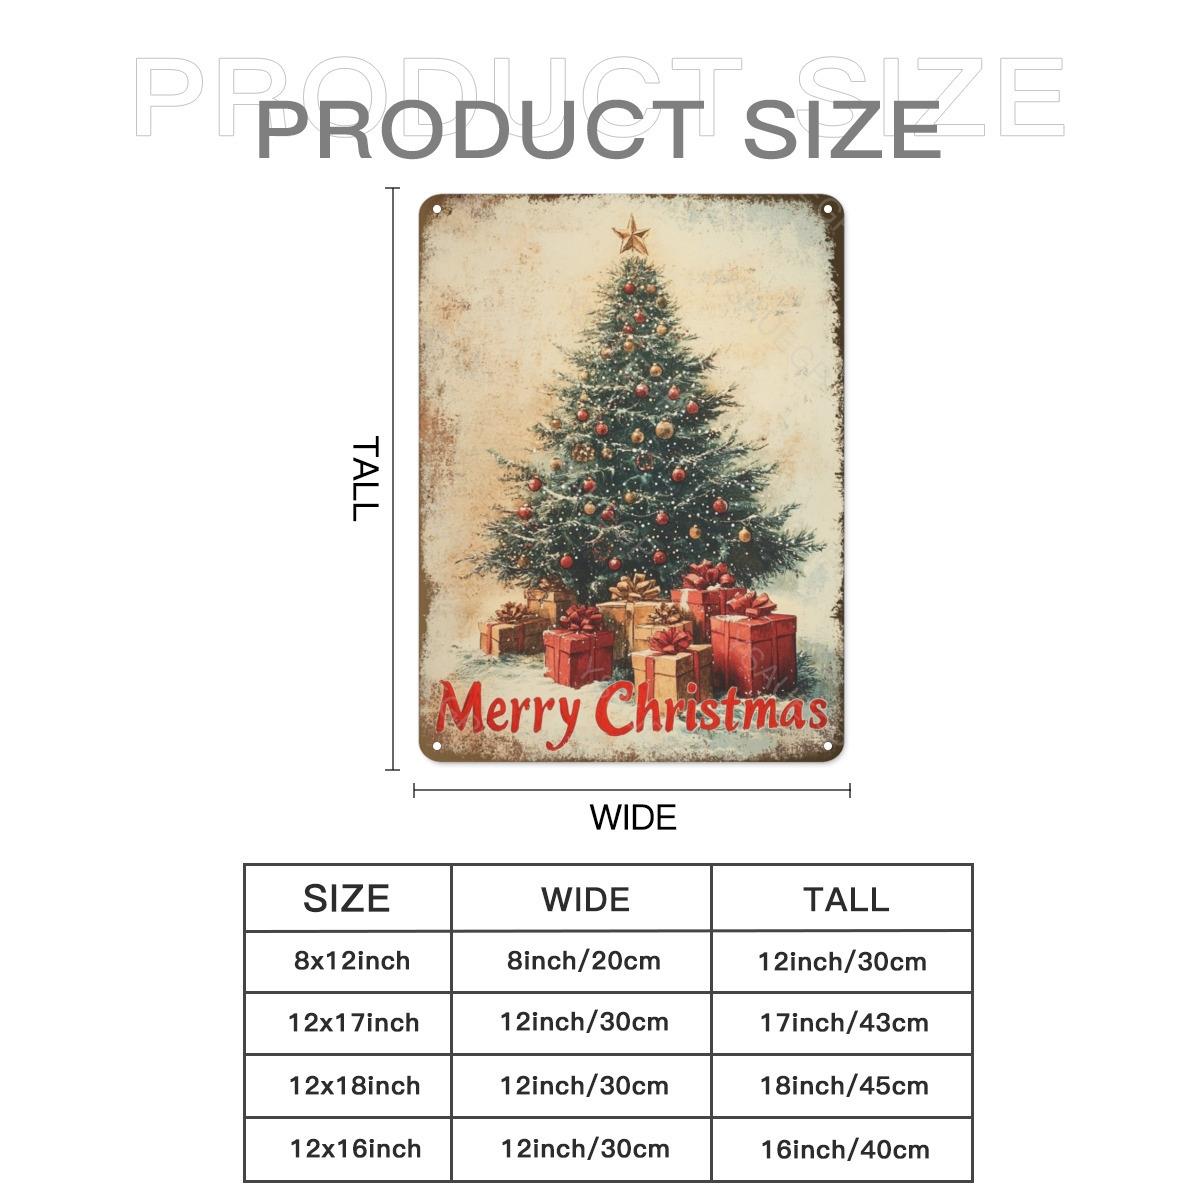 PRODUCT SIZE
PRODUCT SIZE
TALL
Merry Christmas
WIDE
SIZE WIDE TALL
8x12inch 8inch/20cm 12inch/30cm
12x17inch 12inch/30cm 17inch/43cm
12x18inch 12inch/30cm 18inch/45cm
12x16inch 12inch/30cm 16inch/40cm